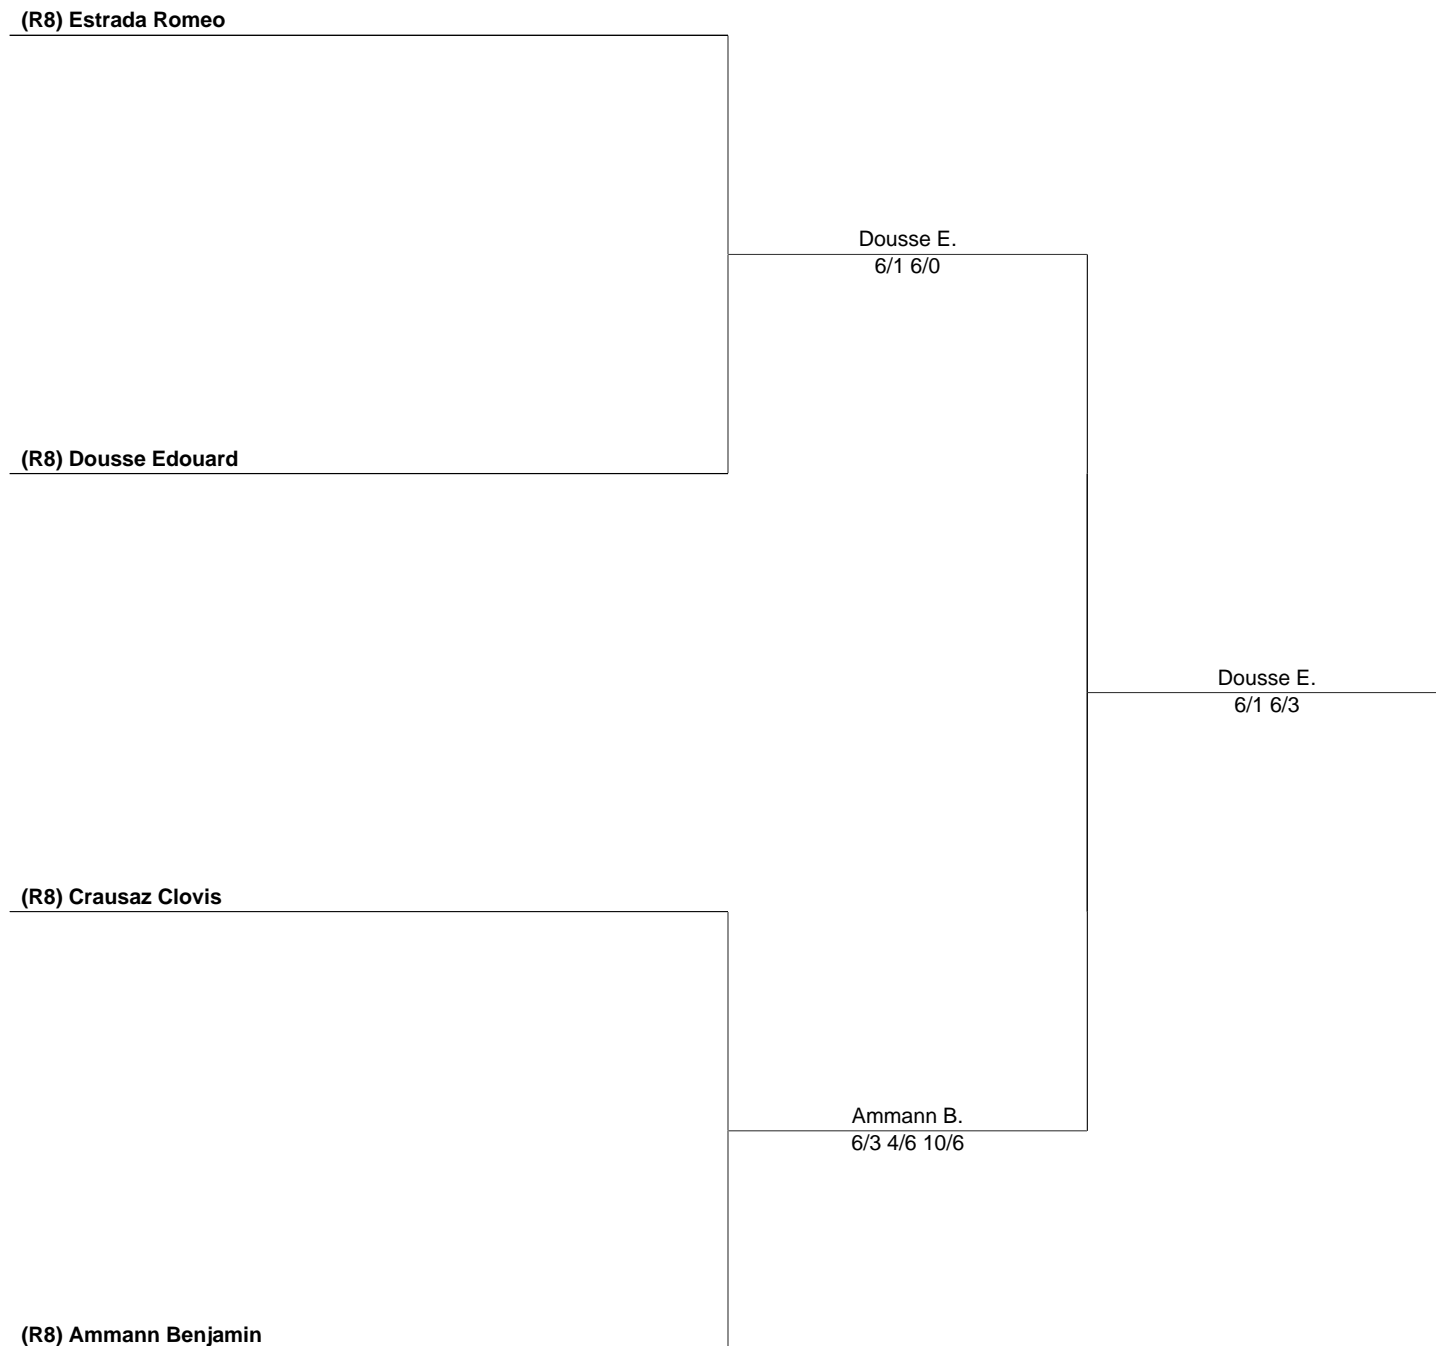 (R8) Estrada Romeo
Dousse E.
6/1 6/0
(R8) Dousse Edouard
Dousse E.
6/1 6/3
(R8) Crausaz Clovis
Ammann B.
6/3 4/6 10/6
(R8) Ammann Benjamin